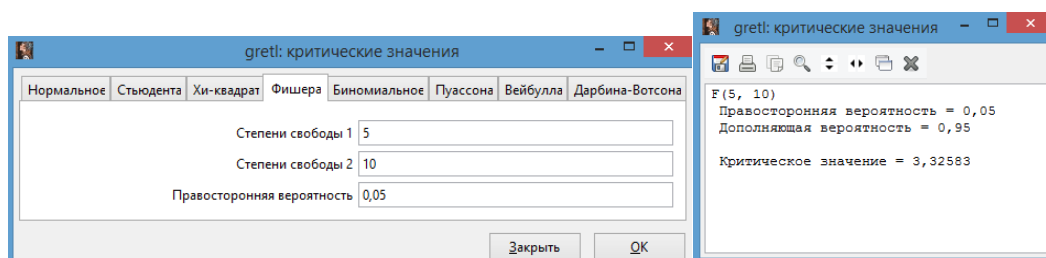 gretl: критические значения
Нормальное Стьюдента Хи-квадрат Фишера Биномиальное Пуассона Вейбулла Дарбина-Вотсона
Степени свободы 1 5
Степени свободы 2 10
Правосторонняя вероятность 0,05
Закрыть ОК
gretl: критические значения
F(5, 10)
Правосторонняя вероятность = 0,05
Дополняющая вероятность = 0,95
Критическое значение = 3,32583